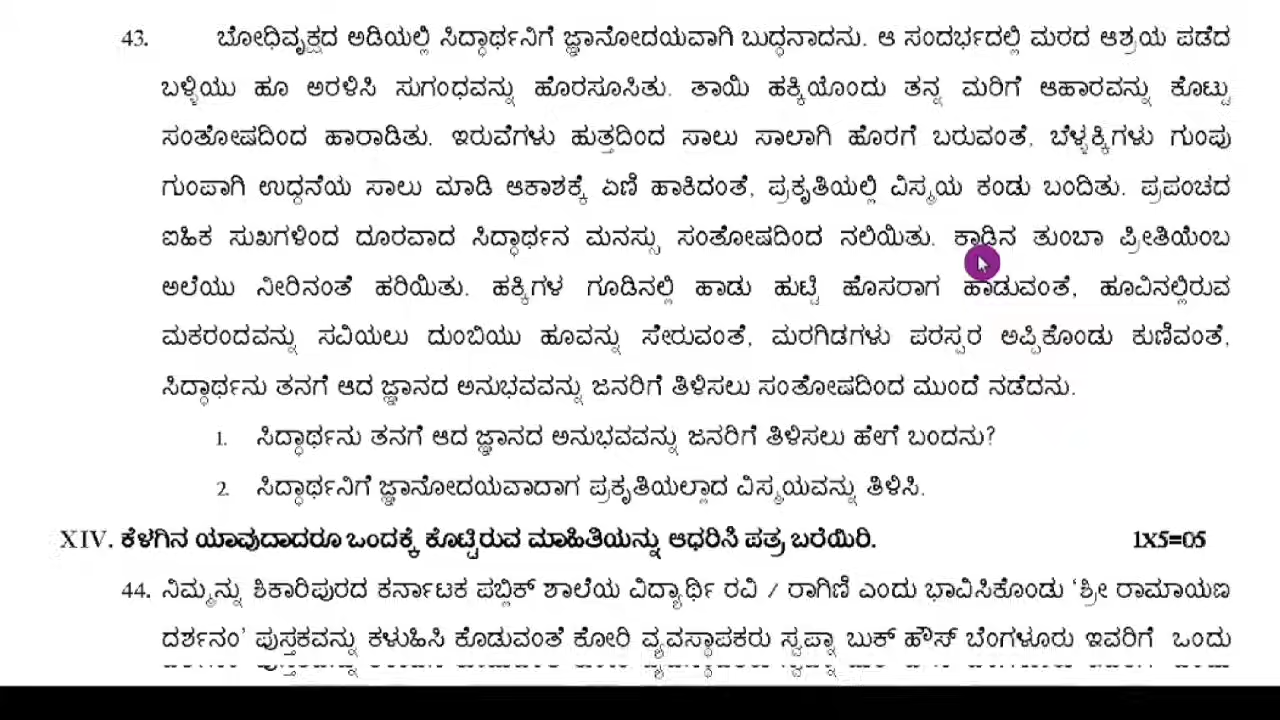 43. ಬೋಧಿವೃಕ್ಷದ ಅಡಿಯಲ್ಲಿ ಸಿದ್ಧಾರ್ಥನಿಗೆ ಜ್ಞಾನೋದಯವಾಗಿ ಬುದ್ಧನಾದನು. ಆ ಸಂದರ್ಭದಲ್ಲಿ ಮರದ ಆಶ್ರಯ ಪಡೆದ
ಬಳ್ಳಿಯು ಹೂ ಅರಳಿಸಿ ಸುಗಂಧವನ್ನು ಹೊರಸೂಸಿತು. ತಾಯಿ ಹಕ್ಕಿಯೊಂದು ತನ್ನ ಮರಿಗೆ ಆಹಾರವನ್ನು ಕೊಟ್ಟು
ಸಂತೋಷದಿಂದ ಹಾರಾಡಿತು. ಇರುವೆಗಳು ಹುತ್ತದಿಂದ ಸಾಲು ಸಾಲಾಗಿ ಹೊರಗೆ ಬರುವಂತೆ, ಬೆಳ್ಳಕ್ಕಿಗಳು ಗುಂಪು
ಗುಂಪಾಗಿ ಉದ್ದನೆಯ ಸಾಲು ಮಾಡಿ ಆಕಾಶಕ್ಕೆ ಏಣಿ ಹಾಕಿದಂತೆ, ಪ್ರಕೃತಿಯಲ್ಲಿ ವಿಸ್ಮಯ ಕಂಡು ಬಂದಿತು. ಪ್ರಪಂಚದ
ಐಹಿಕ ಸುಖಗಳಿಂದ ದೂರವಾದ ಸಿದ್ಧಾರ್ಥನ ಮನಸ್ಸು ಸಂತೋಷದಿಂದ ನಲಿಯಿತು. ಕಾಡಿನ ತುಂಬಾ ಪ್ರೀತಿಯೆಂಬ
ಅಲೆಯು ನೀರಿನಂತೆ ಹರಿಯಿತು. ಹಕ್ಕಿಗಳ ಗೂಡಿನಲ್ಲಿ ಹಾಡು ಹುಟ್ಟಿ ಹೊಸರಾಗ ಹಾಡುವಂತೆ, ಹೂವಿನಲ್ಲಿರುವ
ಮಕರಂದವನ್ನು ಸವಿಯಲು ದುಂಬಿಯು ಹೂವನ್ನು ಸೇರುವಂತೆ, ಮರಗಿಡಗಳು ಪರಸ್ಪರ ಅಪ್ಪಿಕೊಂಡು ಕುಣಿವಂತೆ,
ಸಿದ್ಧಾರ್ಥನು ತನಗೆ ಆದ ಜ್ಞಾನದ ಅನುಭವವನ್ನು ಜನರಿಗೆ ತಿಳಿಸಲು ಸಂತೋಷದಿಂದ ಮುಂದೆ ನಡೆದನು.
1. ಸಿದ್ಧಾರ್ಥನು ತನಗೆ ಆದ ಜ್ಞಾನದ ಅನುಭವವನ್ನು ಜನರಿಗೆ ತಿಳಿಸಲು ಹೇಗೆ ಬಂದನು?
2. ಸಿದ್ಧಾರ್ಥನಿಗೆ ಜ್ಞಾನೋದಯವಾದಾಗ ಪ್ರಕೃತಿಯಲ್ಲಾದ ವಿಸ್ಮಯವನ್ನು ತಿಳಿಸಿ.
XIV. ಕೆಳಗಿನ ಯಾವುದಾದರೂ ಒಂದಕ್ಕೆ ಕೊಟ್ಟಿರುವ ಮಾಹಿತಿಯನ್ನು ಆಧರಿಸಿ ಪತ್ರ ಬರೆಯಿರಿ. 1X5=05
44. ನಿಮ್ಮನ್ನು ಶಿಕಾರಿಪುರದ ಕರ್ನಾಟಕ ಪಬ್ಲಿಕ್ ಶಾಲೆಯ ವಿದ್ಯಾರ್ಥಿ ರವಿ / ರಾಗಿಣಿ ಎಂದು ಭಾವಿಸಿಕೊಂಡು ‘ಶ್ರೀ ರಾಮಾಯಣ
ದರ್ಶನಂ’ ಪುಸ್ತಕವನ್ನು ಕಳುಹಿಸಿ ಕೊಡುವಂತೆ ಕೋರಿ ವ್ಯವಸ್ಥಾಪಕರು ಸ್ವಪ್ನಾ ಬುಕ್ ಹೌಸ್ ಬೆಂಗಳೂರು ಇವರಿಗೆ ಒಂದು